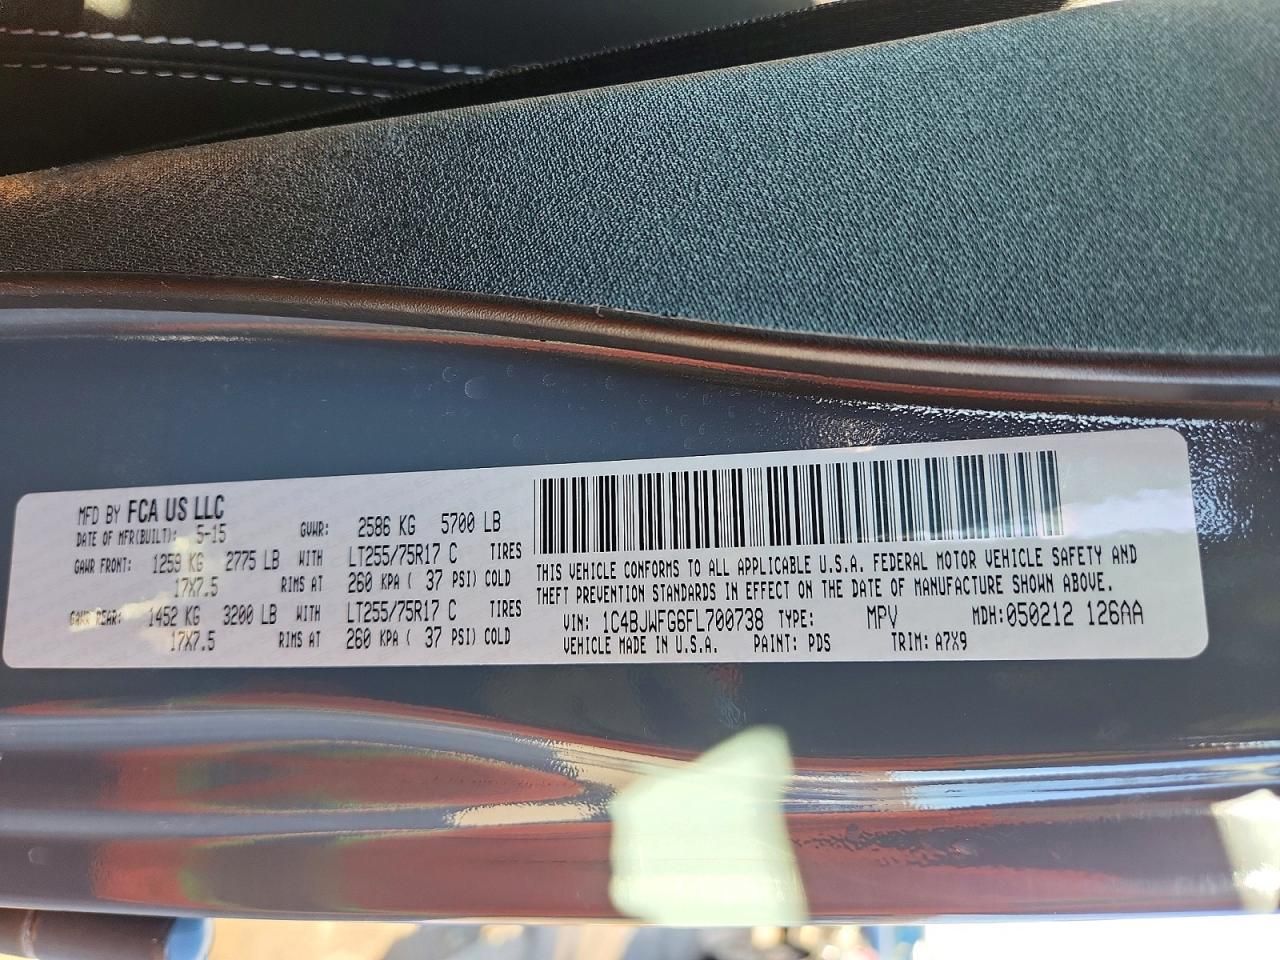 MFD BY FCA US LLC
DATE OF MFR(BUILT): 5-15 GVWR: 2586 KG 5700 LB
GAWR FRONT: 1259 KG 2775 LB WITH LT255/75R17 C TIRES
17X7.5 RIMS AT 260 KPA ( 37 PSI) COLD
GAWR REAR: 1452 KG 3200 LB WITH LT255/75R17 C TIRES
17X7.5 RIMS AT 260 KPA ( 37 PSI) COLD
THIS VEHICLE CONFORMS TO ALL APPLICABLE U.S.A. FEDERAL MOTOR VEHICLE SAFETY AND
THEFT PREVENTION STANDARDS IN EFFECT ON THE DATE OF MANUFACTURE SHOWN ABOVE.
VIN: 1C4BJWFG6FL700738 TYPE: MPV MDH:050212 126AA
VEHICLE MADE IN U.S.A. PAINT: PDS TRIM: A7X9